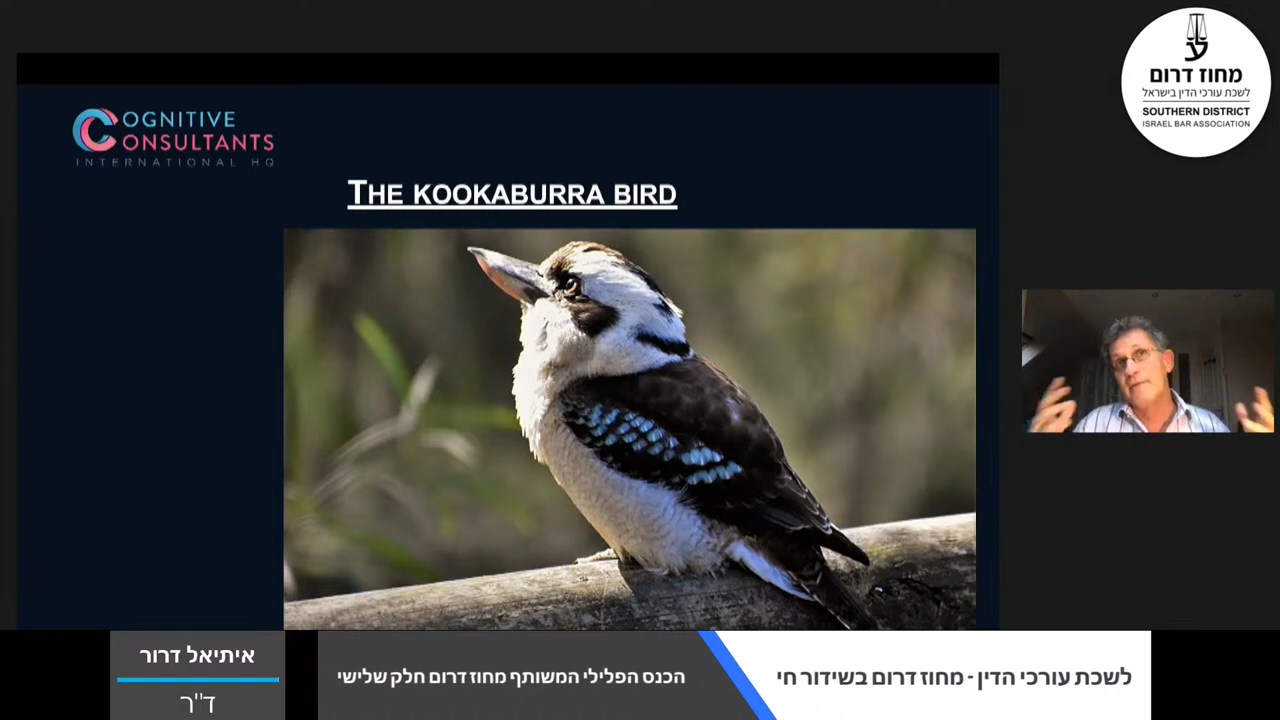 COGNITIVE
CONSULTANTS
INTERNATIONAL HQ
THE KOOKABURRA BIRD
ע
מחוז דרום
לשכת עורכי הדין בישראל
SOUTHERN DISTRICT
ISRAEL BAR ASSOCIATION
איתיאל דרור
ד"ר
הכנס הפלילי המשותף מחוז דרום חלק שלישי
לשכת עורכי הדין - מחוז דרום בשידור חי